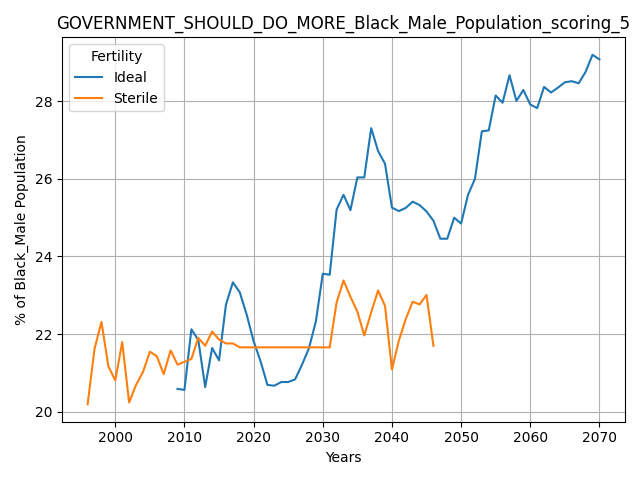 GOVERNMENT_SHOULD_DO_MORE_Black_Male_Population_scoring_5
Fertility
Ideal
Sterile
% of Black_Male Population
28
26
24
22
20
2000 2010 2020 2030 2040 2050 2060 2070
Years